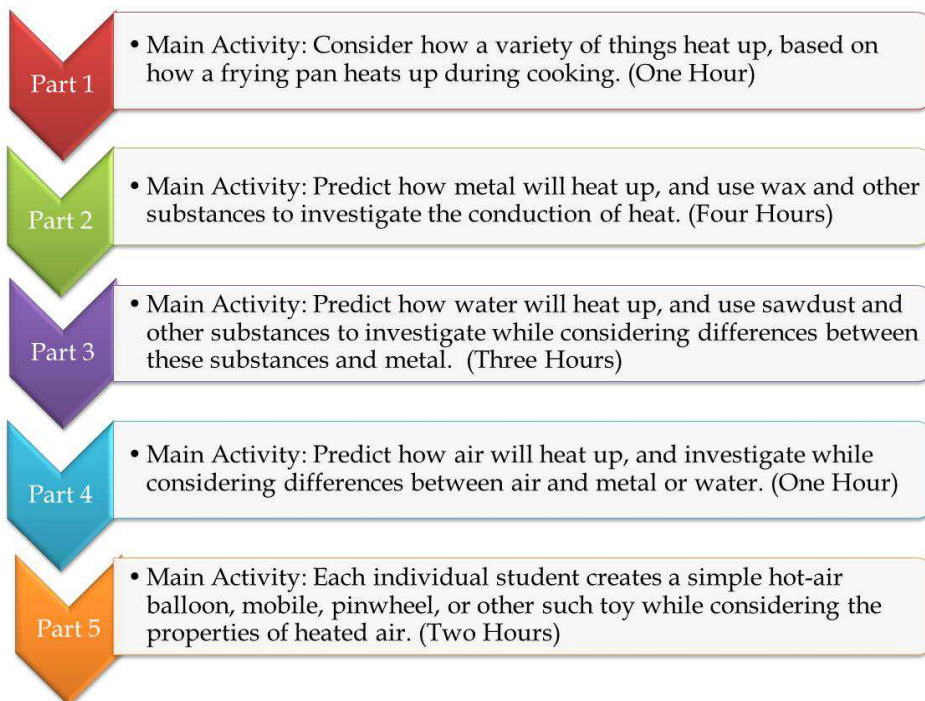 Part 1
• Main Activity: Consider how a variety of things heat up, based on
how a frying pan heats up during cooking. (One Hour)
Part 2
• Main Activity: Predict how metal will heat up, and use wax and other
substances to investigate the conduction of heat. (Four Hours)
Part 3
• Main Activity: Predict how water will heat up, and use sawdust and
other substances to investigate while considering differences between
these substances and metal.  (Three Hours)
Part 4
• Main Activity: Predict how air will heat up, and investigate while
considering differences between air and metal or water. (One Hour)
Part 5
• Main Activity: Each individual student creates a simple hot-air
balloon, mobile, pinwheel, or other such toy while considering the
properties of heated air. (Two Hours)